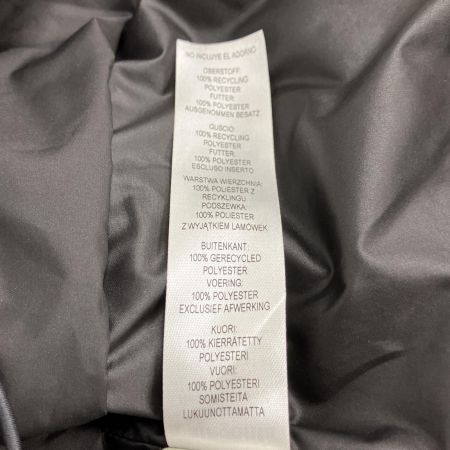 NO INCLUYE EL ADORNO
OBERSTOFF:
100% RECYCLING
POLYESTER
FUTTER:
100% POLYESTER
AUSGENOMMEN BESATZ
GUSCIO:
100% RECYCLING
POLYESTER
FUTTER:
100% POLYESTER
ESCLUSO INSERTO
WARSTWA WIERZCHNIA:
100% POLIESTER Z
RECYKLINGU
PODSZEWKA:
100% POLIESTER
Z WYJĄTKIEM LAMÓWEK
BUITENKANT:
100% GERECYCLED
POLYESTER
VOERING:
100% POLYESTER
EXCLUSIEF AFWERKING
KUORI:
100% KIERRÄTETTY
POLYESTERI
VUORI:
100% POLYESTERI
SOMISTEITA
LUKUUNOTTAMATTA